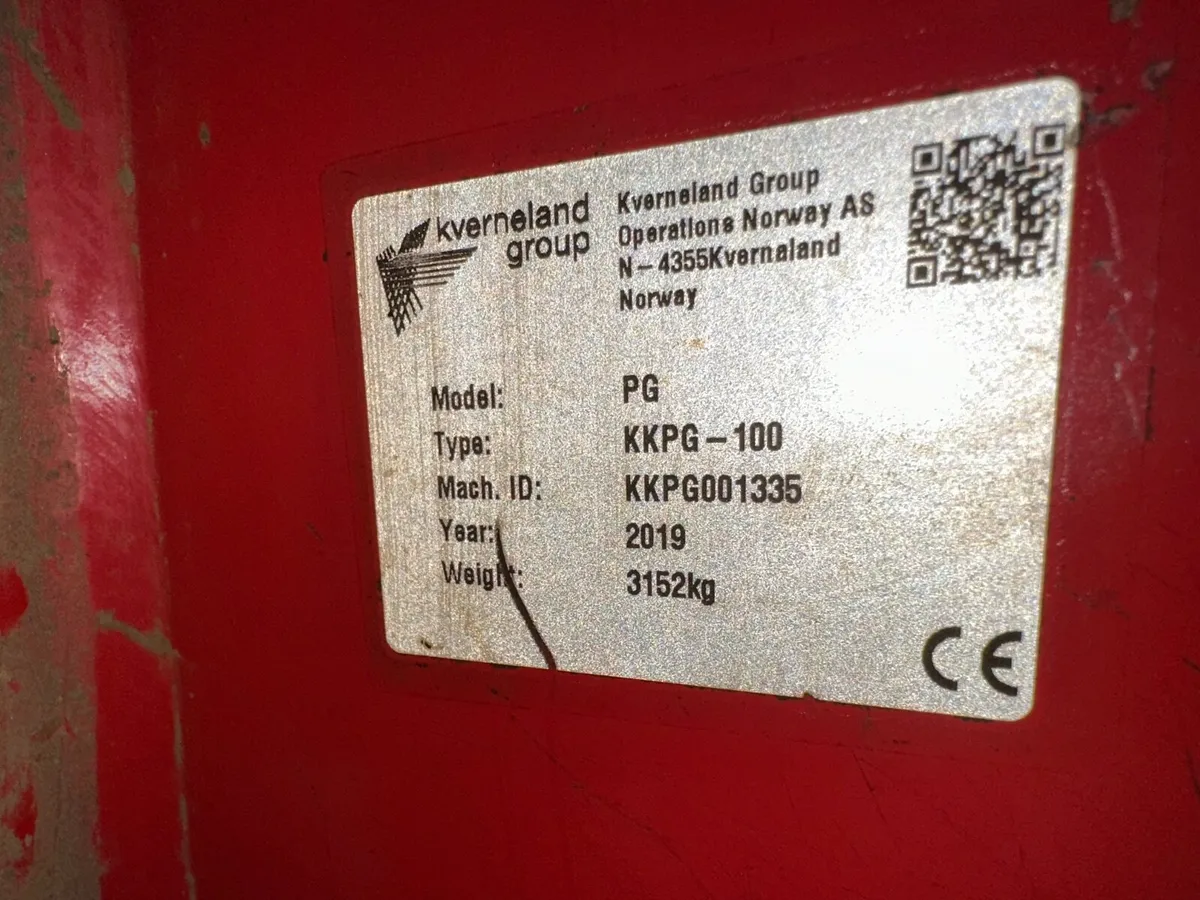 kverneland
group
Kverneland Group
Operations Norway AS
N-4355Kvernaland
Norway
Model: PG
Type: KKPG-100
Mach. ID: KKPG001335
Year: 2019
Weight: 3152kg
CE